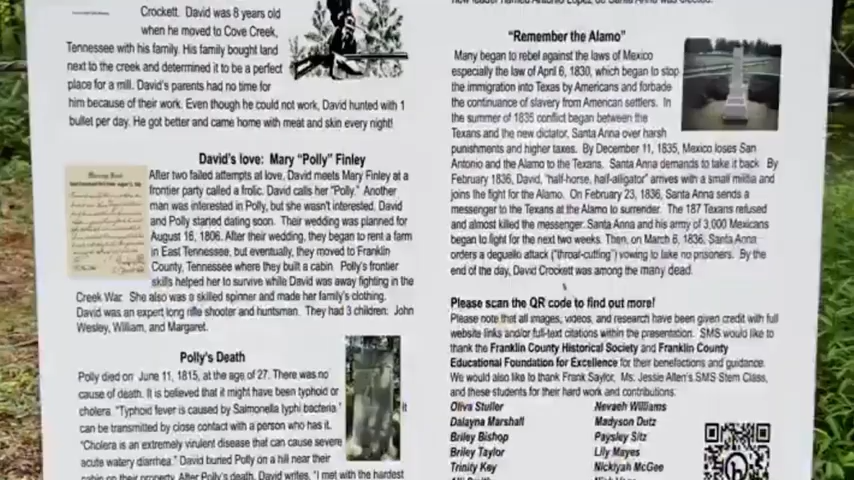 Crockett. David was 8 years old
when he moved to Cove Creek,
Tennessee with his family. His family bought land
next to the creek and determined it to be a perfect
place for a mill. David's parents had no time for
him because of their work. Even though he could not work, David hunted with 1
bullet per day. He got better and came home with meat and skin every night!
David's love: Mary "Polly" Finley
After two failed attempts at love, David meets Mary Finley at a
frontier party called a frolic. David calls her "Polly." Another
man was interested in Polly, but she wasn't interested. David
and Polly started dating soon. Their wedding was planned for
August 16, 1806. After their wedding, they began to rent a farm
in East Tennessee, but eventually, they moved to Franklin
County, Tennessee where they built a cabin. Polly's frontier
skills helped her to survive while David was away fighting in the
Creek War. She also was a skilled spinner and made her family's clothing.
David was an expert long rifle shooter and huntsman. They had 3 children: John
Wesley, William, and Margaret.
Polly's Death
Polly died on June 11, 1815, at the age of 27. There was no
cause of death. It is believed that it might have been typhoid or
cholera. "Typhoid fever is caused by Salmonella typhi bacteria." It
can be transmitted by close contact with a person who has it.
"Cholera is an extremely virulent disease that can cause severe
acute watery diarrhea." David buried Polly on a hill near their
cabin on their property. After Polly's death, David writes, "I met with the hardest
new leader named Antonio Lopez, de Santa Anna was elected.
"Remember the Alamo"
Many began to rebel against the laws of Mexico
especially the law of April 6, 1830, which began to stop
the immigration into Texas by Americans and forbade
the continuance of slavery from American settlers. In
the summer of 1835 conflict began between the
Texans and the new dictator, Santa Anna over harsh
punishments and higher taxes. By December 11, 1835, Mexico loses San
Antonio and the Alamo to the Texans. Santa Anna demands to take it back. By
February 1836, David, "half-horse, half-alligator" arrives with a small militia and
joins the fight for the Alamo. On February 23, 1836, Santa Anna sends a
messenger to the Texans at the Alamo to surrender. The 187 Texans refused
and almost killed the messenger. Santa Anna and his army of 3,000 Mexicans
began to fight for the next two weeks. Then, on March 6, 1836, Santa Anna
orders a deguello attack ("throat-cutting") vowing to take no prisoners. By the
end of the day, David Crockett was among the many dead.
Please scan the QR code to find out more!
Please note that all images, videos, and research have been given credit with full
website links and/or full-text citations within the presentation. SMS would like to
thank the Franklin County Historical Society and Franklin County
Educational Foundation for Excellence for their benefactions and guidance.
We would also like to thank Frank Saylor, Ms. Jessie Allen's SMS Stem Class,
and these students for their hard work and contributions:
Oliva Stuller Nevaeh Williams
Dalayna Marshall Madyson Dutz
Briley Bishop Paysley Sitz
Briley Taylor Lily Mayes
Trinity Key Nickiyah McGee